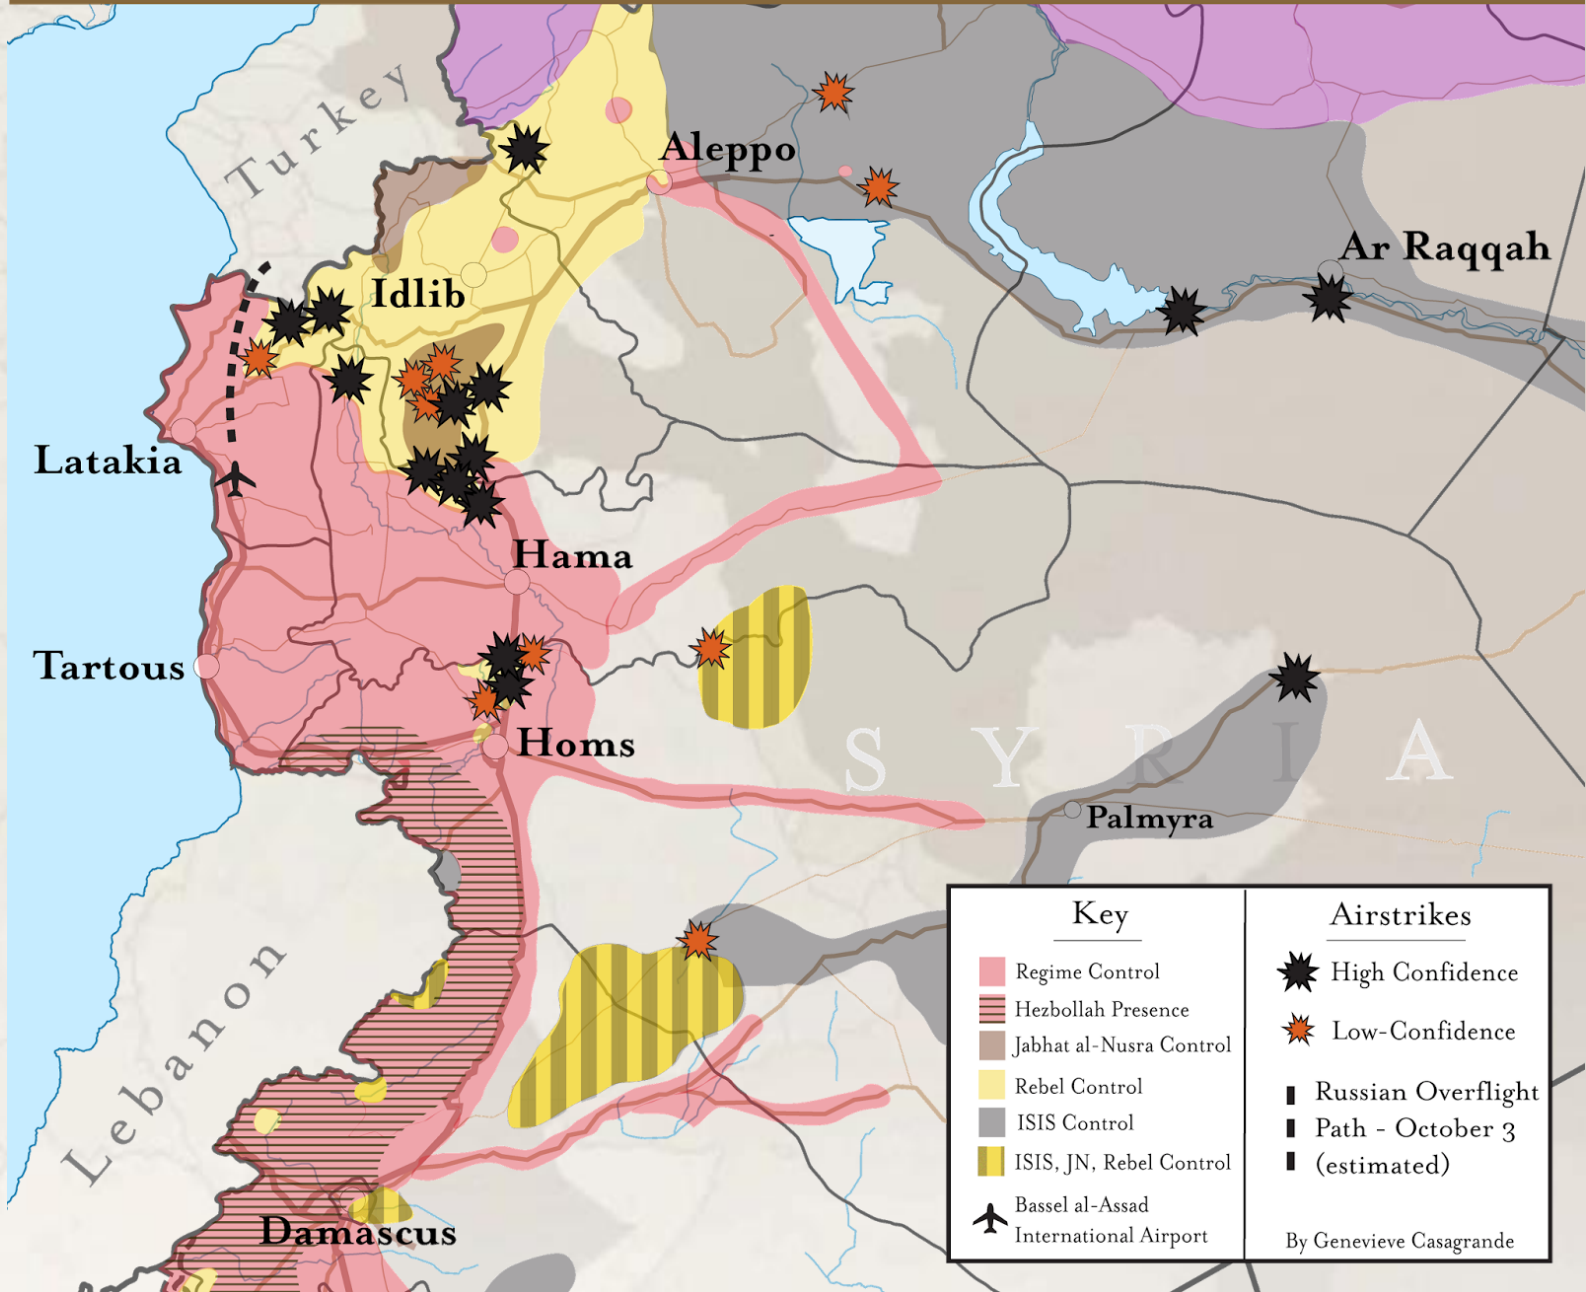 Turkey
Aleppo
Ar Raqqah
Idlib
Latakia
Hama
Tartous
Homs
SYRIA
Palmyra
Lebanon
Damascus
Key
Regime Control
Hezbollah Presence
Jabhat al-Nusra Control
Rebel Control
ISIS Control
ISIS, JN, Rebel Control
Bassel al-Assad
International Airport
Airstrikes
High Confidence
Low-Confidence
Russian Overflight
Path - October 3
(estimated)
By Genevieve Casagrande